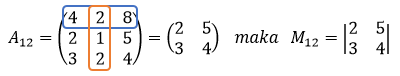 A₁₂ = (4 2 8
2 1 5
3 2 4) = (2 5
3 4) maka M₁₂ = |2 5
3 4|